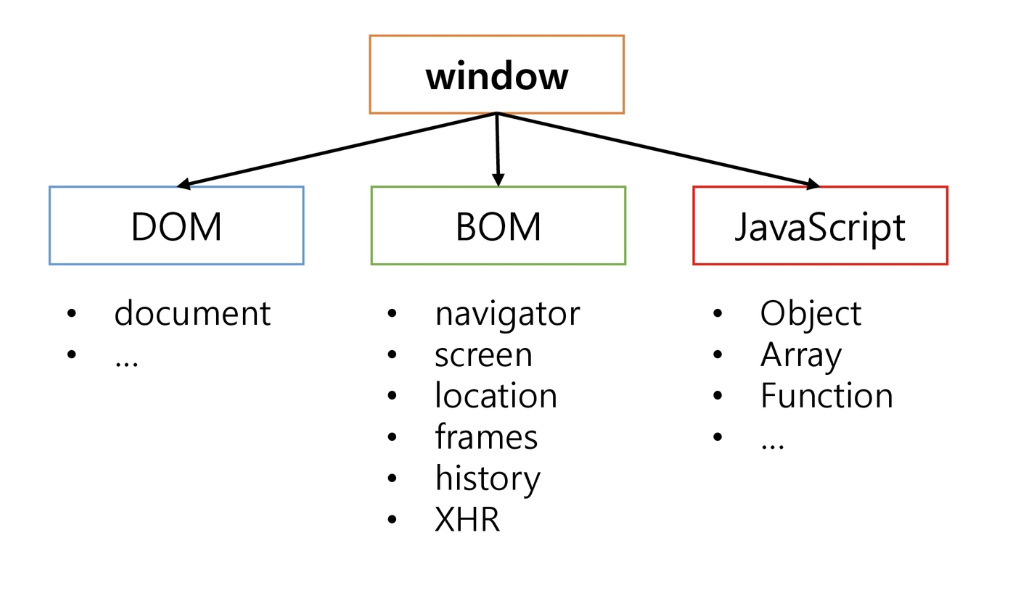 window
DOM
BOM
JavaScript
• document
• ...
• navigator
• screen
• location
• frames
• history
• XHR
• Object
• Array
• Function
• ...